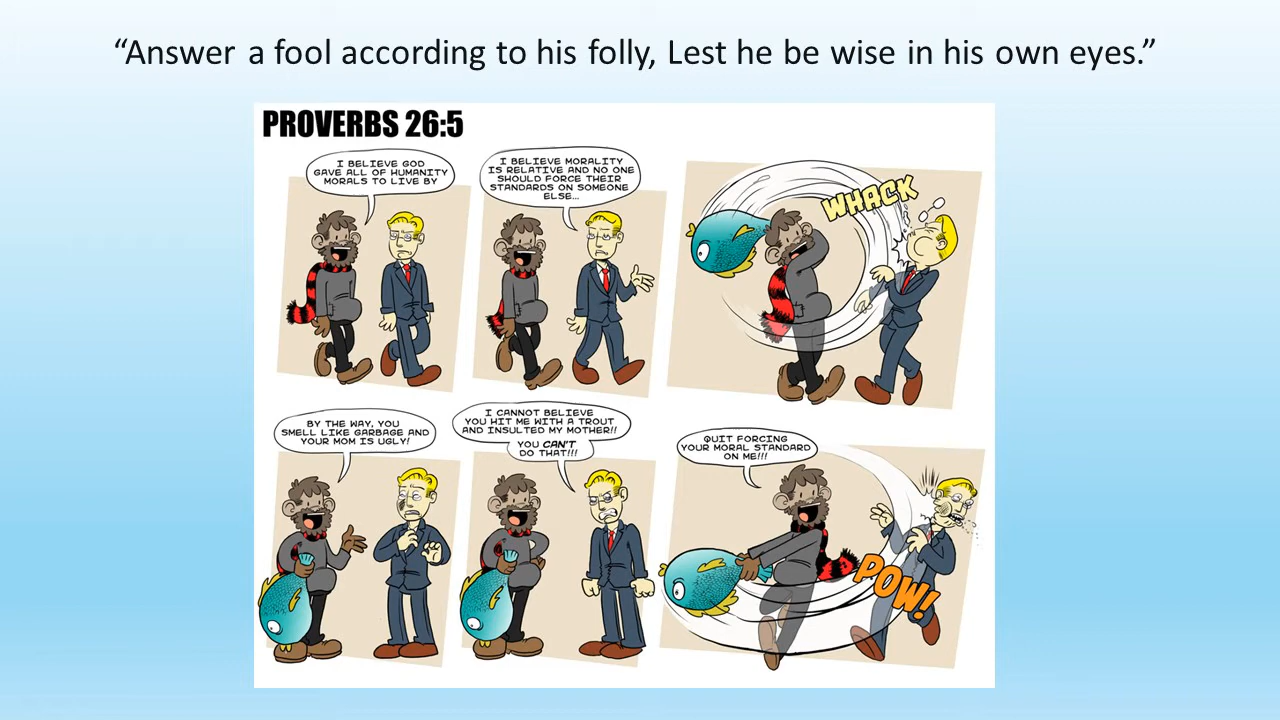 “Answer a fool according to his folly, Lest he be wise in his own eyes.”
PROVERBS 26:5
I BELIEVE GOD
GAVE ALL OF HUMANITY
MORALS TO LIVE BY
I BELIEVE MORALITY
IS RELATIVE AND NO ONE
SHOULD FORCE THEIR
STANDARDS ON SOMEONE
ELSE...
WHACK
BY THE WAY, YOU
SMELL LIKE GARBAGE AND
YOUR MOM IS UGLY!
I CANNOT BELIEVE
YOU HIT ME WITH A TROUT
AND INSULTED MY MOTHER!!
YOU CAN'T
DO THAT!!!
QUIT FORCING
YOUR MORAL STANDARD
ON ME!!!
POW!